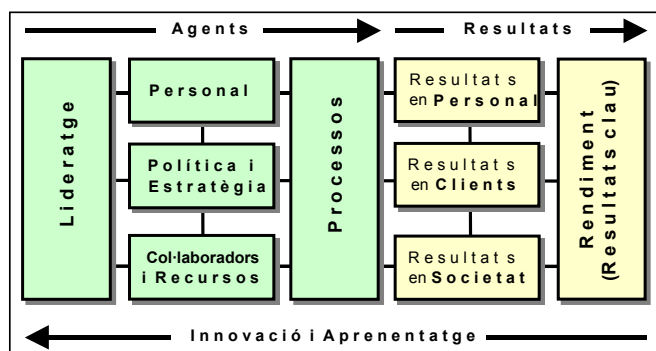 Agents
Resultats
Lideratge
Personal
Política i
Estratègia
Col·laboradors
i Recursos
Processos
Resultats
en Personal
Resultats
en Clients
Resultats
en Societat
Rendiment
(Resultats clau)
Innovació i Aprenentatge